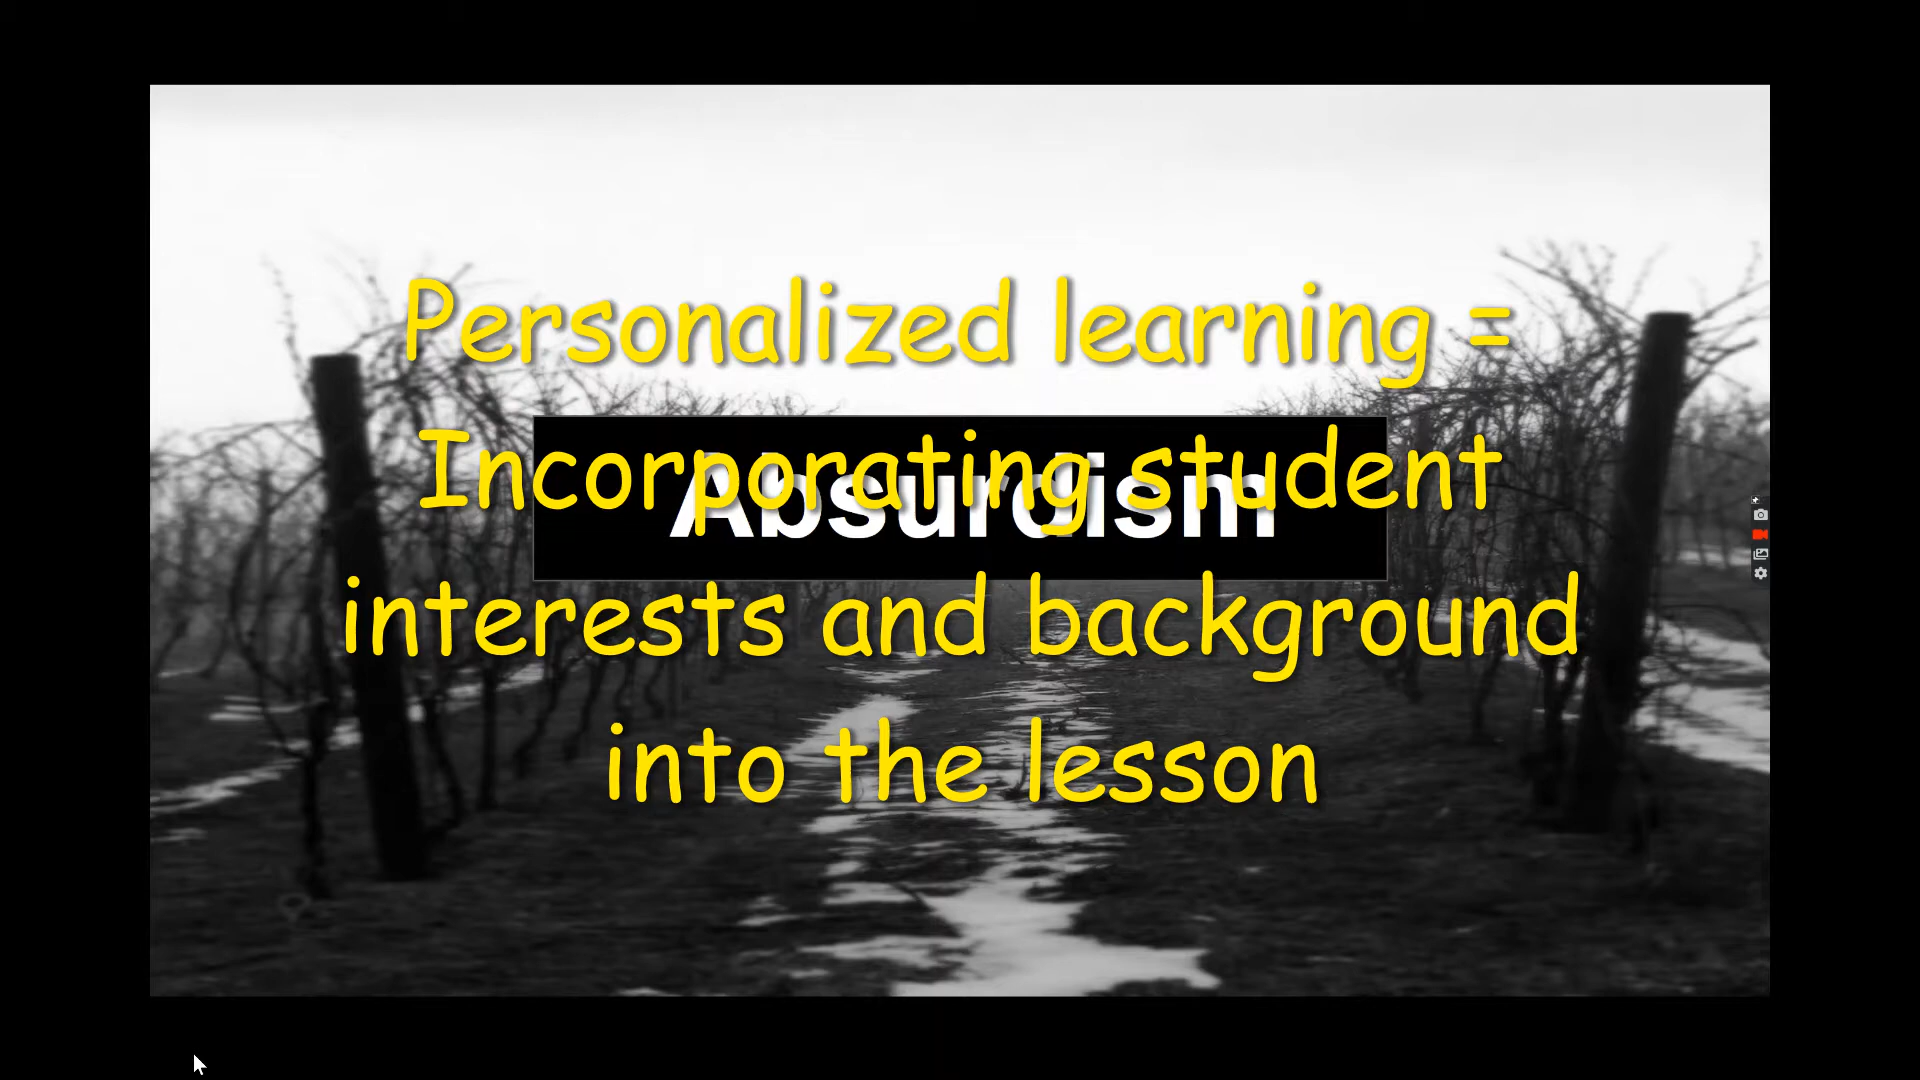 Personalized learning =
Incorporating student
Absurdism
interests and background
into the lesson